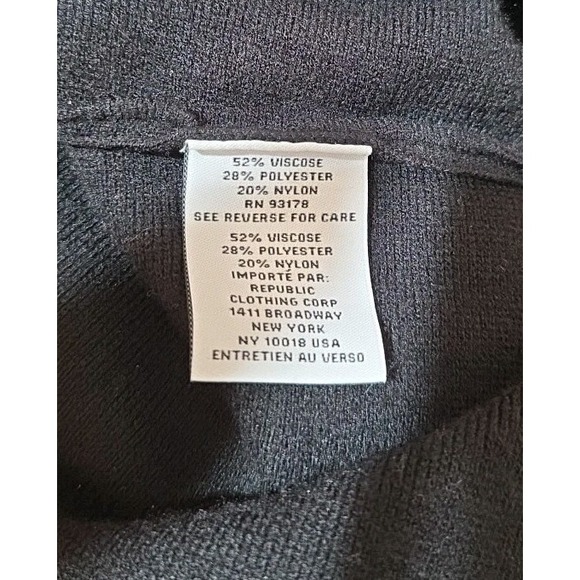 52% VISCOSE
28% POLYESTER
20% NYLON
RN 93178
SEE REVERSE FOR CARE
52% VISCOSE
28% POLYESTER
20% NYLON
IMPORTÉ PAR:
REPUBLIC
CLOTHING CORP
1411 BROADWAY
NEW YORK
NY 10018 USA
ENTRETIEN AU VERSO